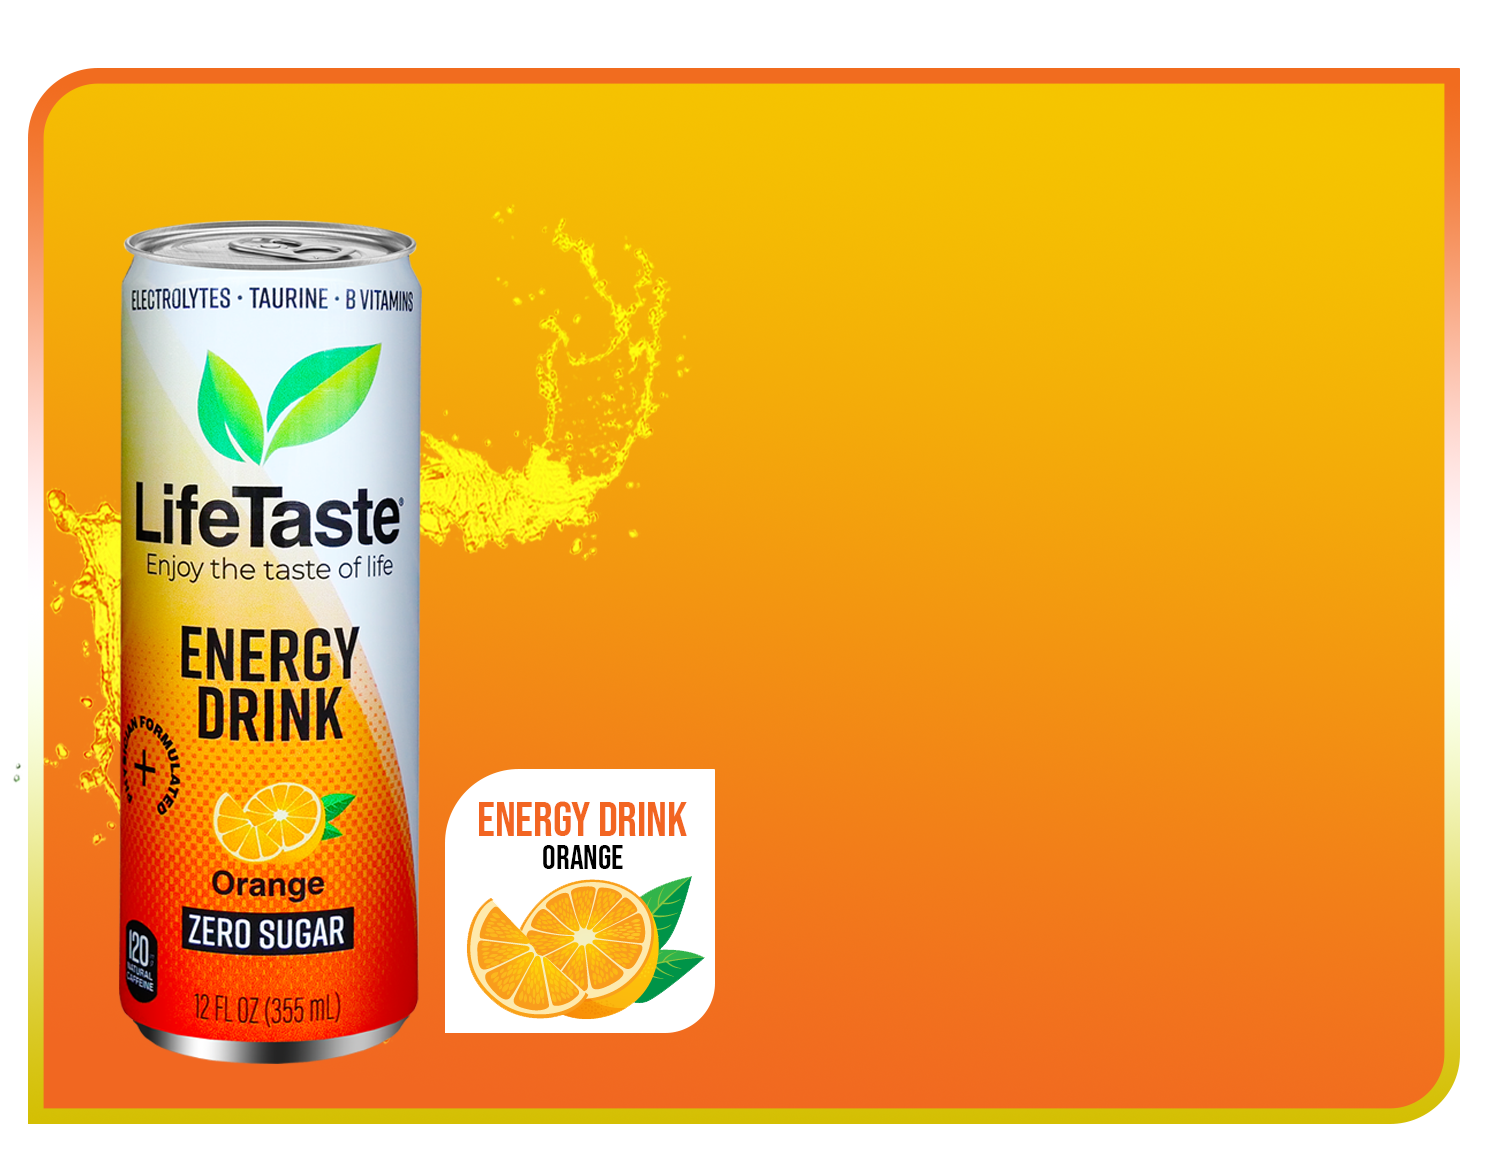 ELECTROLYTES · TAURINE · B VITAMINS
LifeTaste®
Enjoy the taste of life
ENERGY
DRINK
FORMULATED
Orange
ZERO SUGAR
120
NATURAL
CAFFEINE
12 FL OZ (355 mL)
ENERGY DRINK
ORANGE